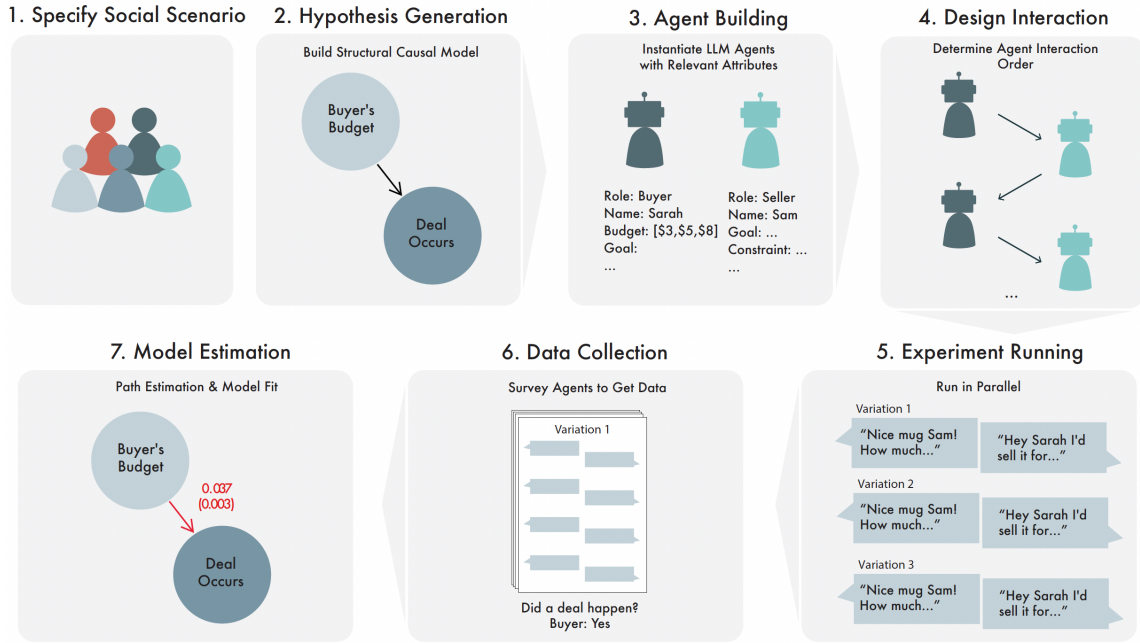 1. Specify Social Scenario
2. Hypothesis Generation
Build Structural Causal Model
Buyer's
Budget
Deal
Occurs
3. Agent Building
Instantiate LLM Agents
with Relevant Attributes
Role: Buyer
Name: Sarah
Budget: [$3,$5,$8]
Goal:
...
Role: Seller
Name: Sam
Goal: ...
Constraint: ...
...
4. Design Interaction
Determine Agent Interaction
Order
...
7. Model Estimation
Path Estimation & Model Fit
Buyer's
Budget
0.037
(0.003)
Deal
Occurs
6. Data Collection
Survey Agents to Get Data
Variation 1
Did a deal happen?
Buyer: Yes
5. Experiment Running
Run in Parallel
Variation 1
“Nice mug Sam!
How much...”
“Hey Sarah I'd
sell it for...”
Variation 2
“Nice mug Sam!
How much...”
“Hey Sarah I'd
sell it for...”
Variation 3
“Nice mug Sam!
How much...”
“Hey Sarah I'd
sell it for...”